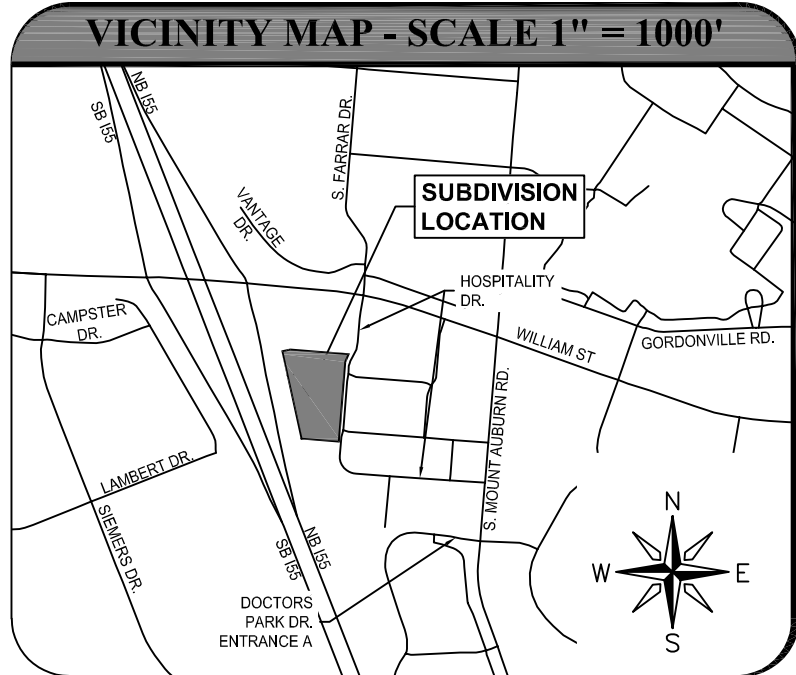 VICINITY MAP - SCALE 1" = 1000'
NB I55
SB I55
S. FARRAR DR.
VANTAGE
DR.
SUBDIVISION
LOCATION
HOSPITALITY
DR.
CAMPSTER
DR.
WILLIAM ST
GORDONVILLE RD.
S. MOUNT AUBURN RD.
LAMBERT DR.
SIEMERS DR.
NB I55
SB I55
DOCTORS
PARK DR.
ENTRANCE A
N
W
E
S